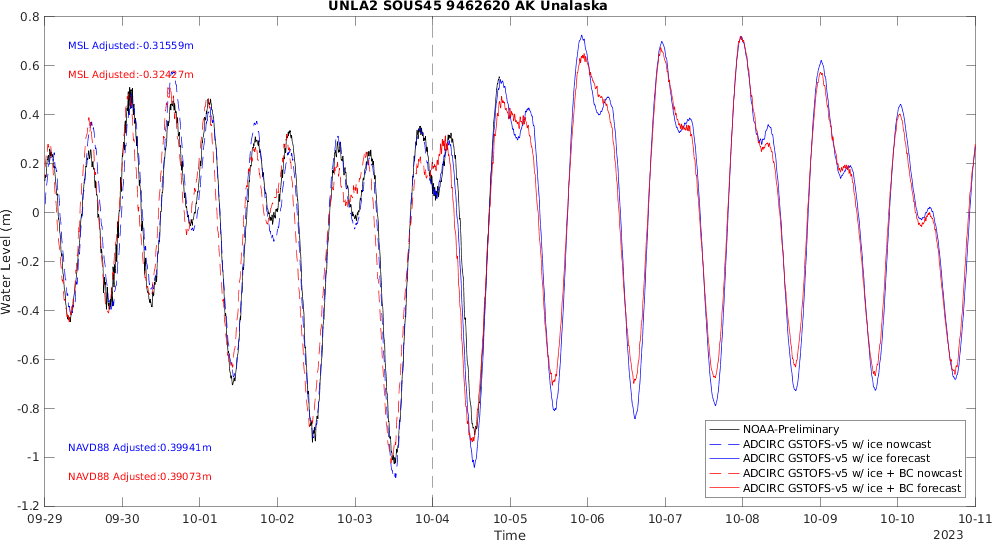 UNLA2 SOUS45 9462620 AK Unalaska
0.8
0.6
0.4
0.2
0
-0.2
-0.4
-0.6
-0.8
-1
-1.2
Water Level (m)
MSL Adjusted:-0.31559m
MSL Adjusted:-0.32427m
NAVD88 Adjusted:0.39941m
NAVD88 Adjusted:0.39073m
NOAA-Preliminary
ADCIRC GSTOFS-v5 w/ ice nowcast
ADCIRC GSTOFS-v5 w/ ice forecast
ADCIRC GSTOFS-v5 w/ ice + BC nowcast
ADCIRC GSTOFS-v5 w/ ice + BC forecast
09-29 09-30 10-01 10-02 10-03 10-04 10-05 10-06 10-07 10-08 10-09 10-10 10-11
Time
2023